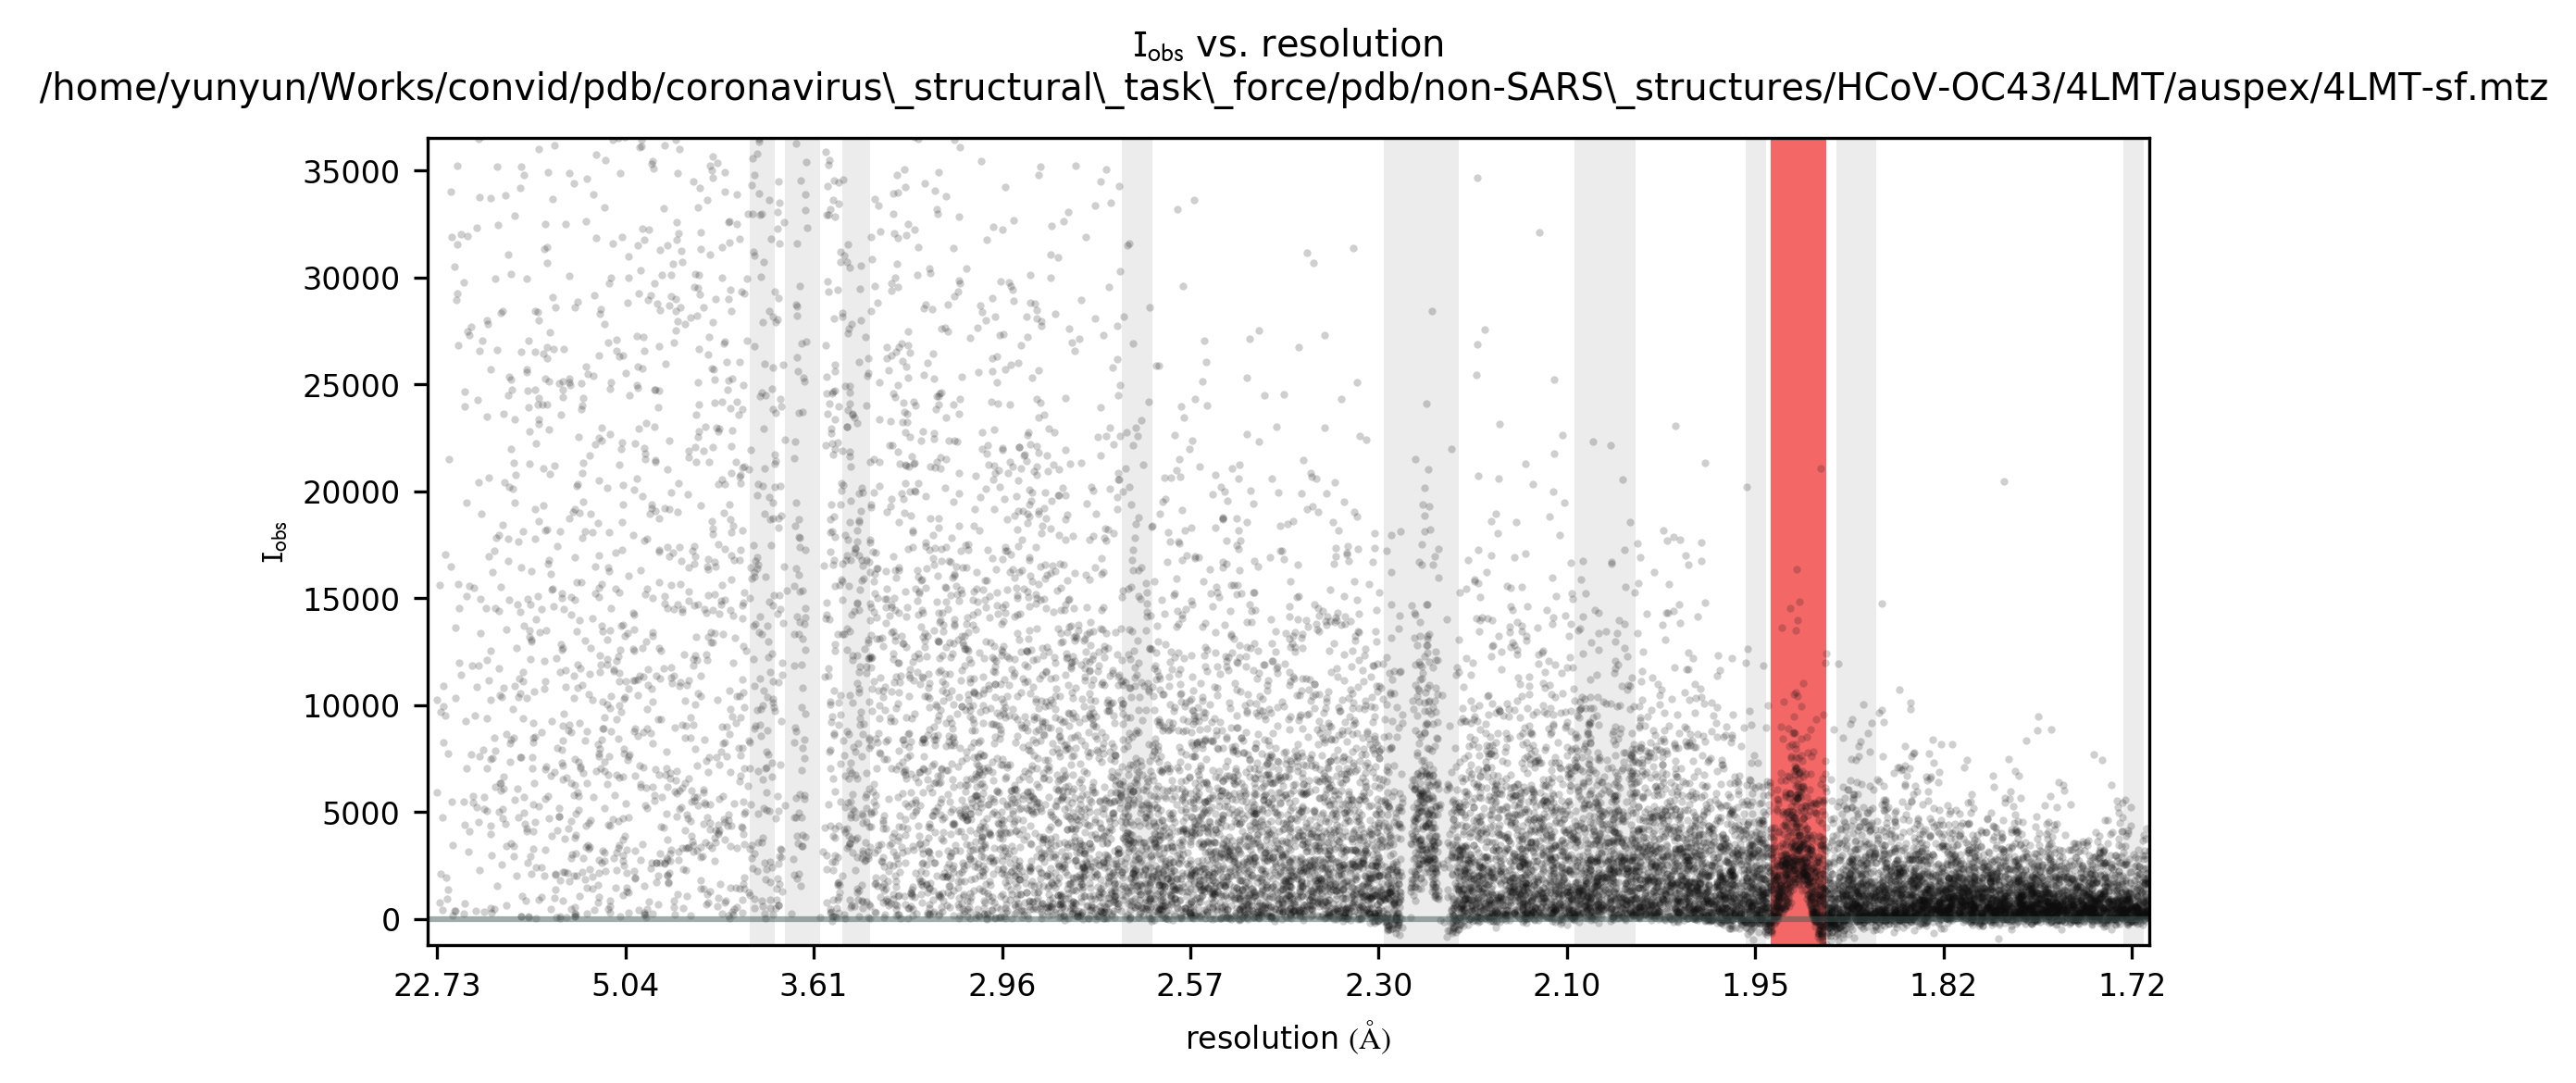 I_obs vs. resolution
/home/yunyun/Works/convid/pdb/coronavirus\_structural\_task\_force/pdb/non-SARS\_structures/HCoV-OC43/4LMT/auspex/4LMT-sf.mtz
35000
30000
25000
20000
15000
10000
5000
0
I_obs
22.73 5.04 3.61 2.96 2.57 2.30 2.10 1.95 1.82 1.72
resolution (Å)